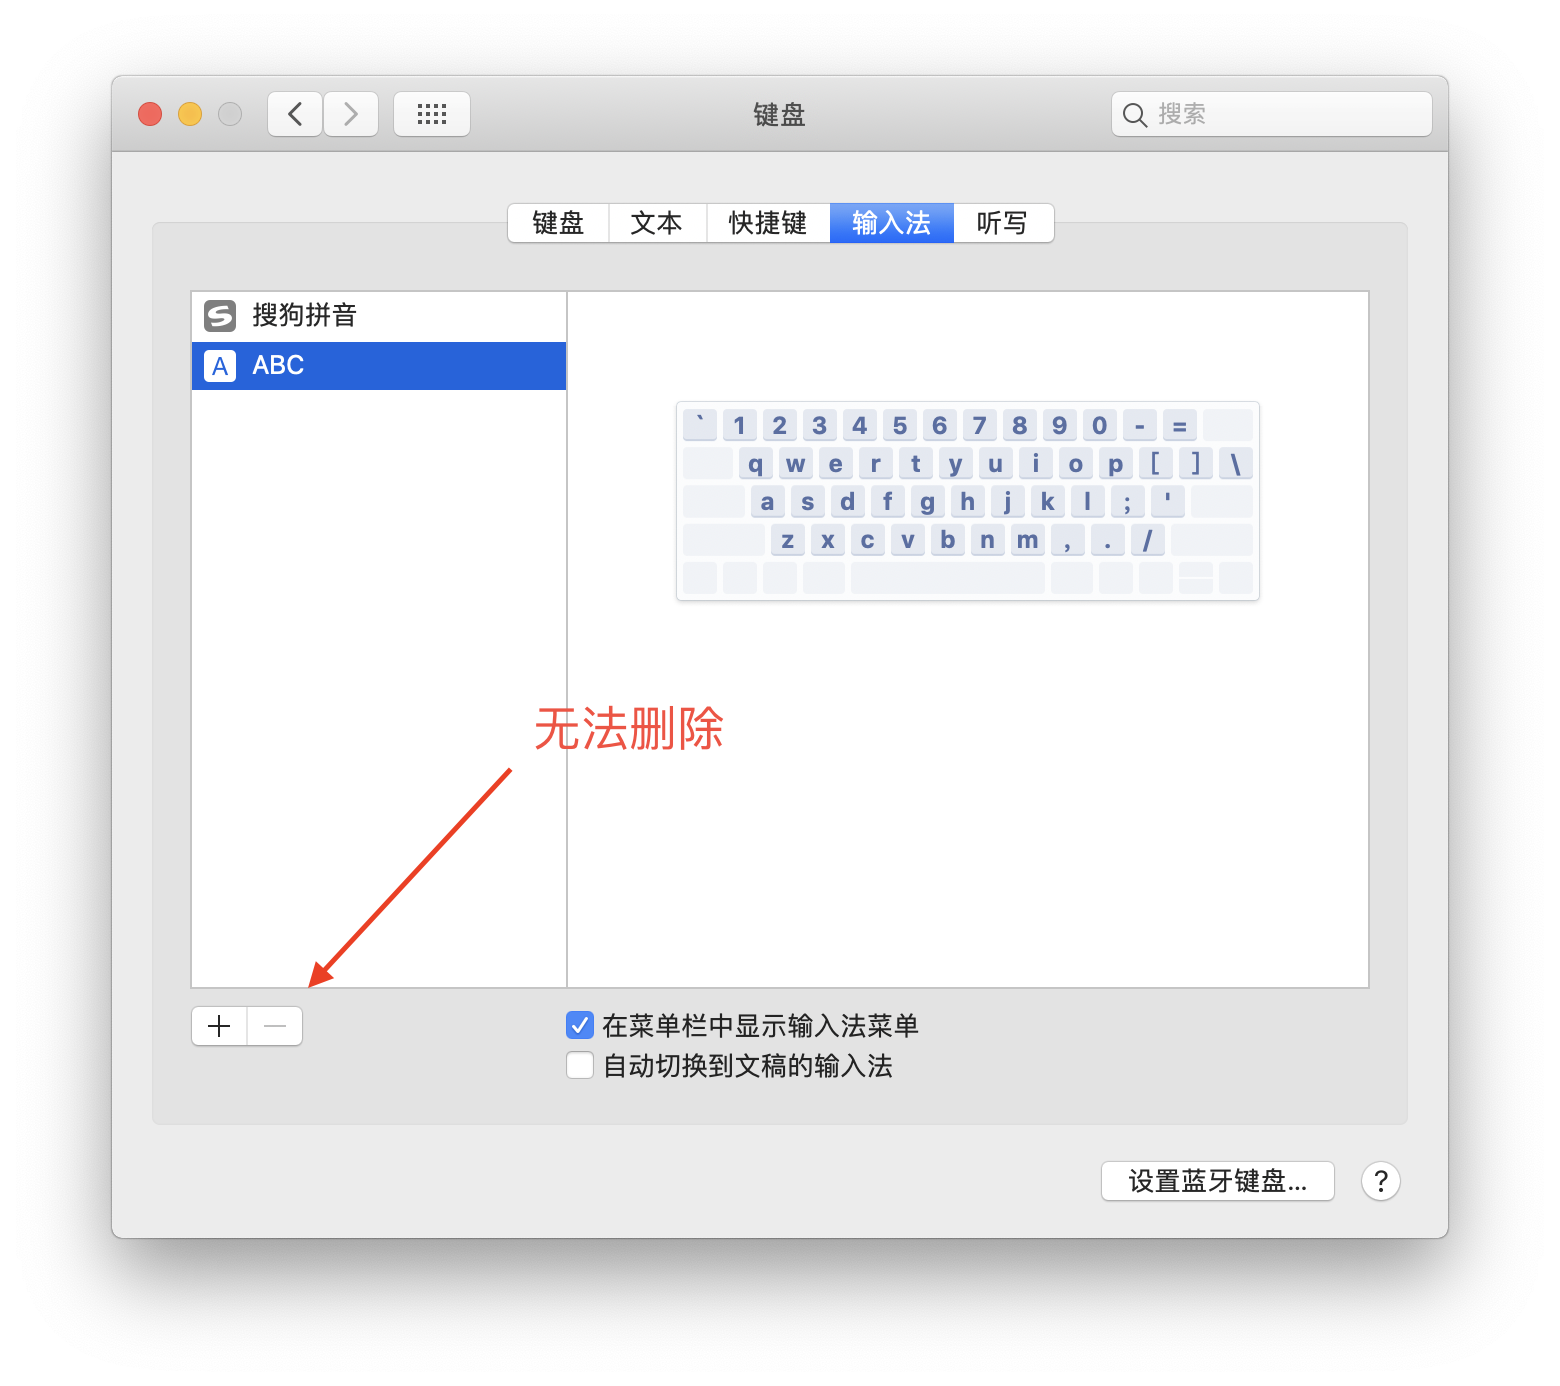 键盘
搜索
键盘 文本 快捷键 输入法 听写
搜狗拼音
A ABC
` 1 2 3 4 5 6 7 8 9 0 - =
q w e r t y u i o p [ ] \
a s d f g h j k l ; '
z x c v b n m , . /
无法删除
在菜单栏中显示输入法菜单
自动切换到文稿的输入法
设置蓝牙键盘... ?